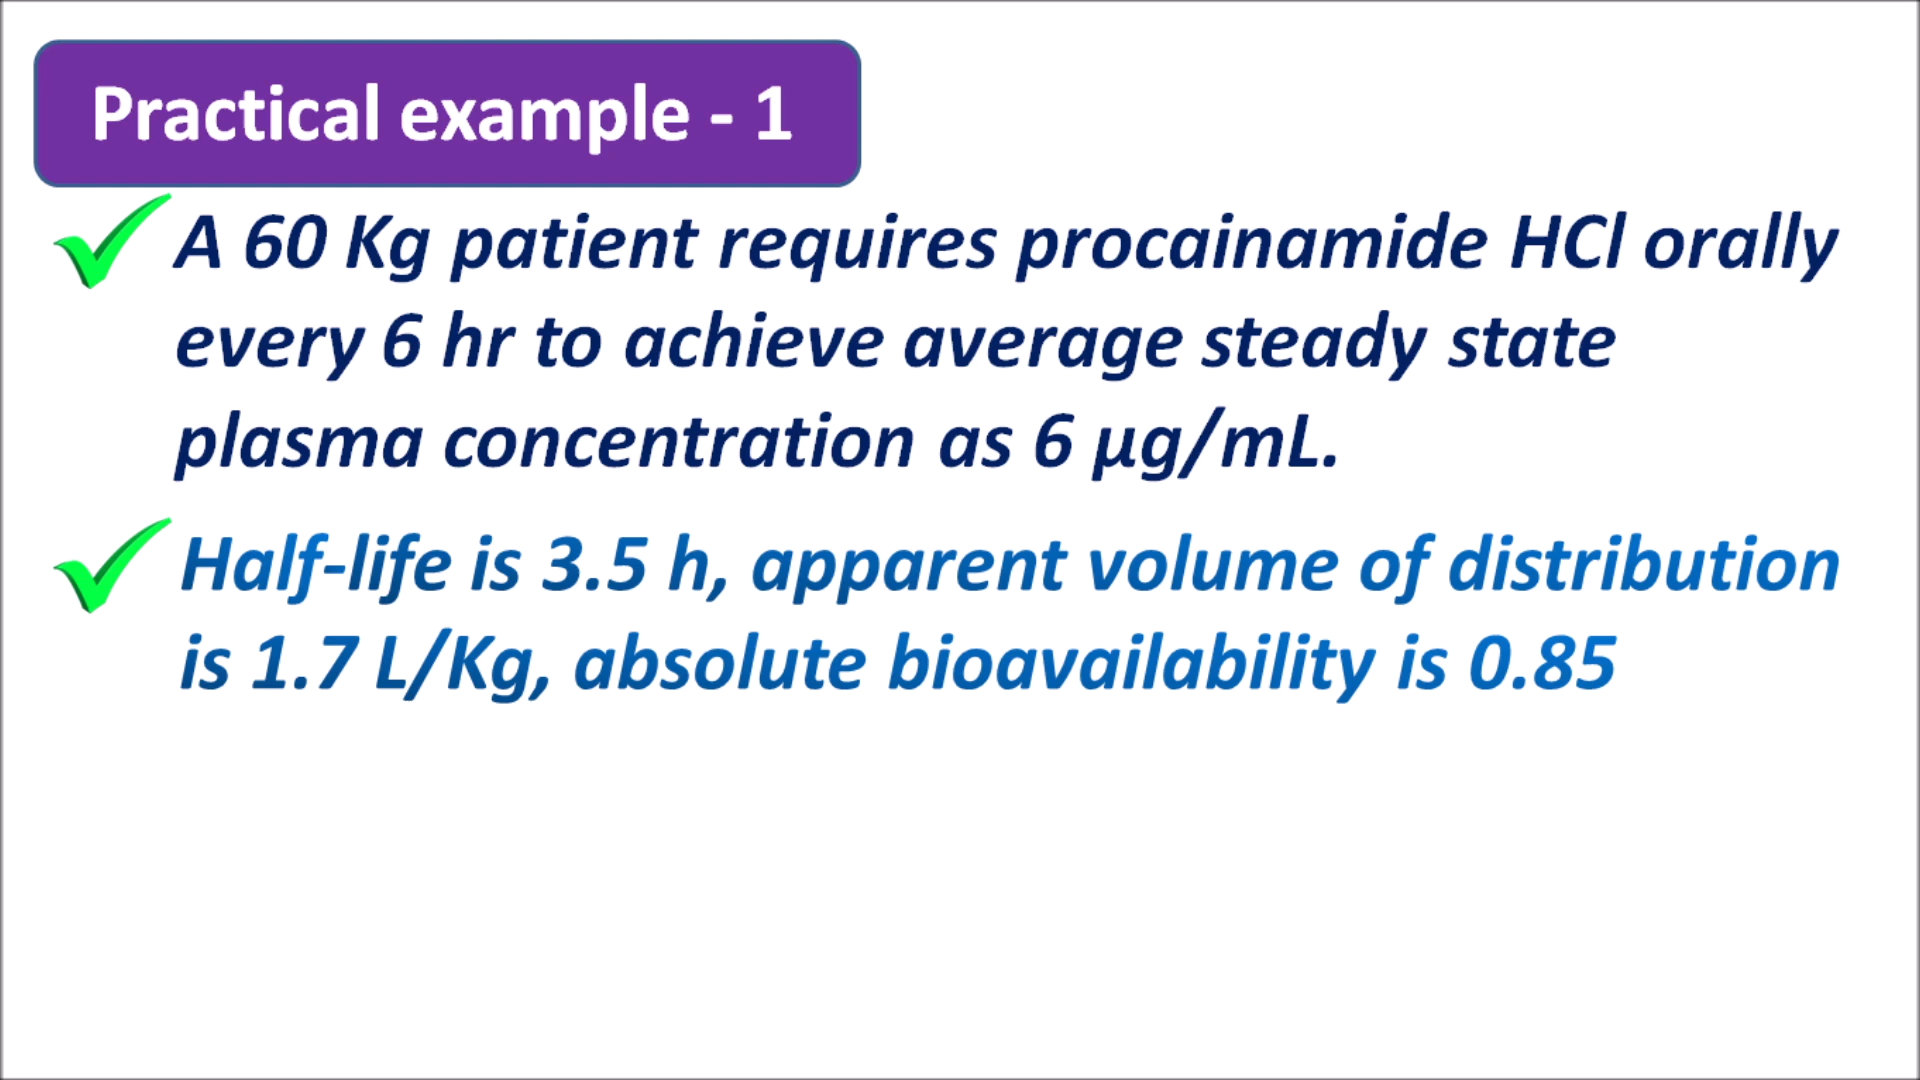 Practical example - 1
A 60 Kg patient requires procainamide HCl orally
every 6 hr to achieve average steady state
plasma concentration as 6 µg/mL.
Half-life is 3.5 h, apparent volume of distribution
is 1.7 L/Kg, absolute bioavailability is 0.85